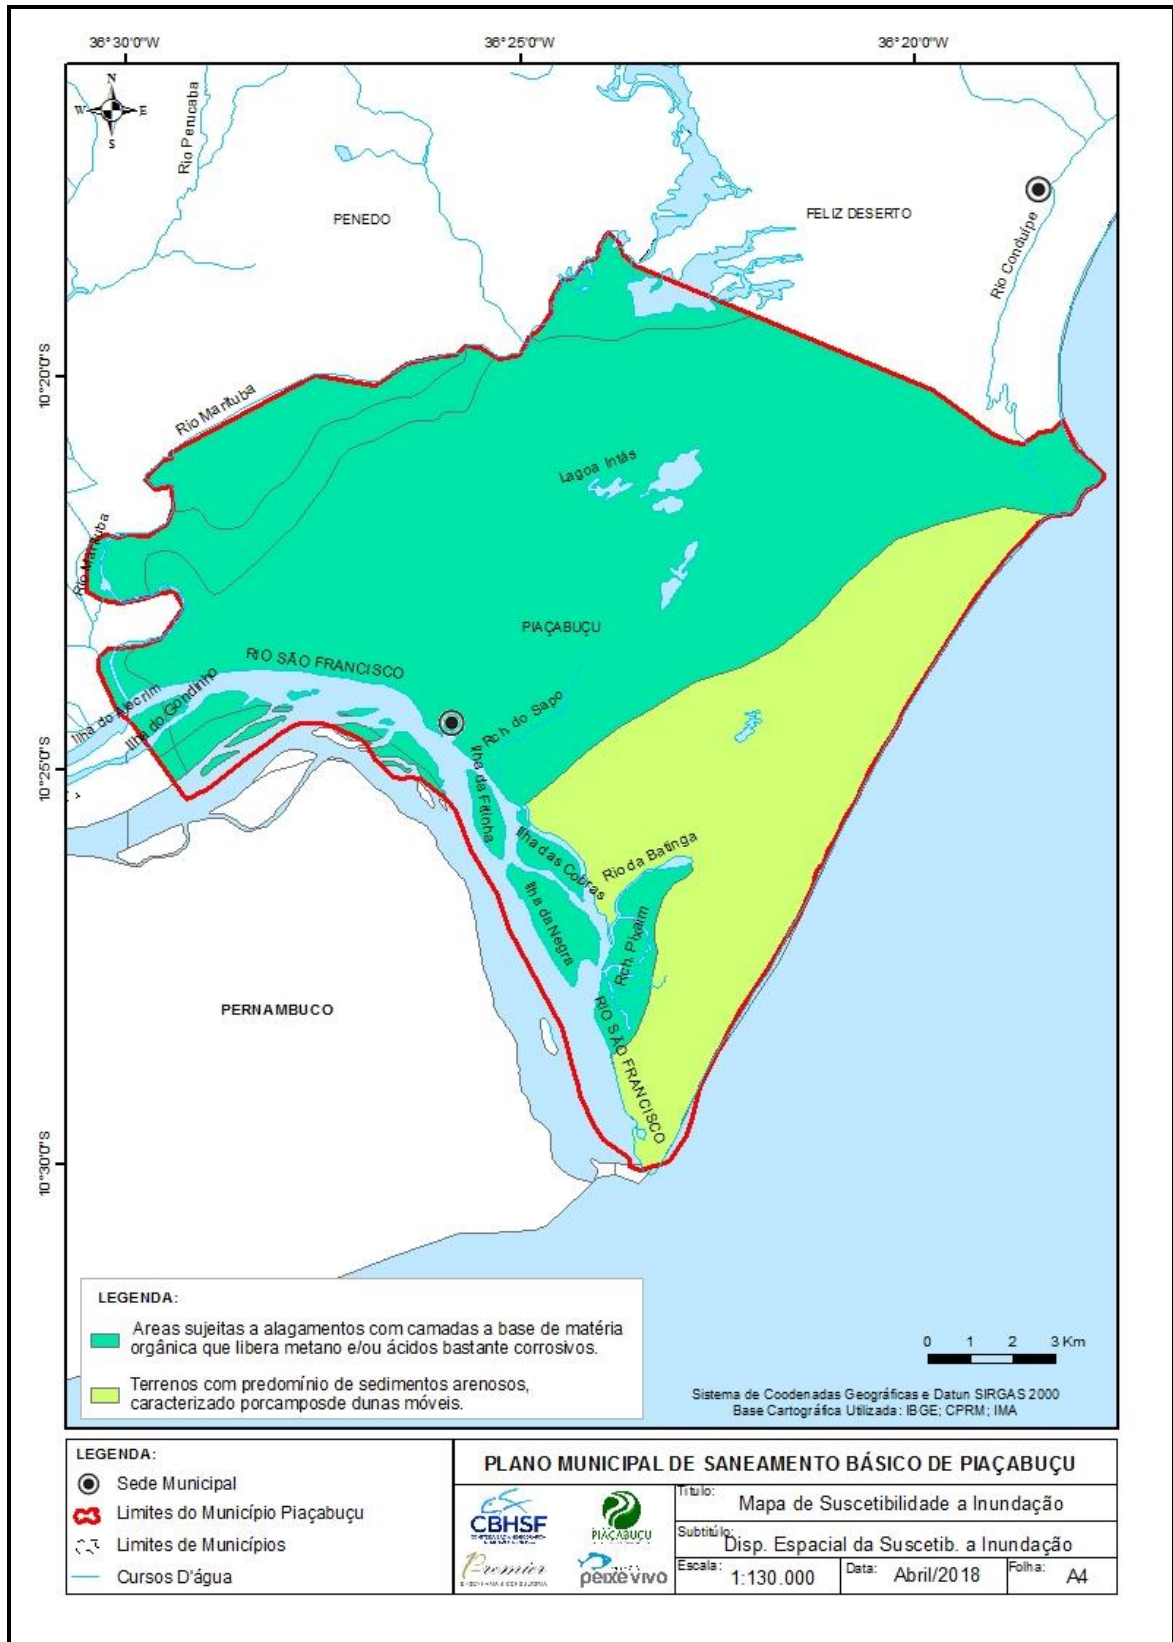 36°30'0"W
36°25'0"W
36°20'0"W
N
W
E
S
Rio Perucaba
PENEDO
FELIZ DESERTO
Rio Conduípe
10°20'0"S
Rio Marituba
Lagoa Intás
Rio Marituba
PIAÇABUÇU
RIO SÃO FRANCISCO
Ilha do Alecrim
Ilha do Gondinho
Rch. do Sapo
10°25'0"S
Ilha da Fitinha
Ilha das Cobras
Rio da Batinga
Ilha da Negra
Rch. Pixaim
PERNAMBUCO
RIO SÃO FRANCISCO
10°30'0"S
LEGENDA:
Areas sujeitas a alagamentos com camadas a base de matéria
orgânica que libera metano e/ou ácidos bastante corrosivos.
Terrenos com predomínio de sedimentos arenosos,
caracterizado porcamposde dunas móveis.
0 1 2 3 Km
Sistema de Coodenadas Geográficas e Datun SIRGAS 2000
Base Cartográfica Utilizada: IBGE; CPRM; IMA
LEGENDA:
Sede Municipal
Limites do Município Piaçabuçu
Limites de Municípios
Cursos D'água
PLANO MUNICIPAL DE SANEAMENTO BÁSICO DE PIAÇABUÇU
CBHSF
PIAÇABUÇU
Premier
peixe vivo
Titulo: Mapa de Suscetibilidade a Inundação
Subtitúlo: Disp. Espacial da Suscetib. a Inundação
Escala: 1:130.000
Data: Abril/2018
Folha: A4